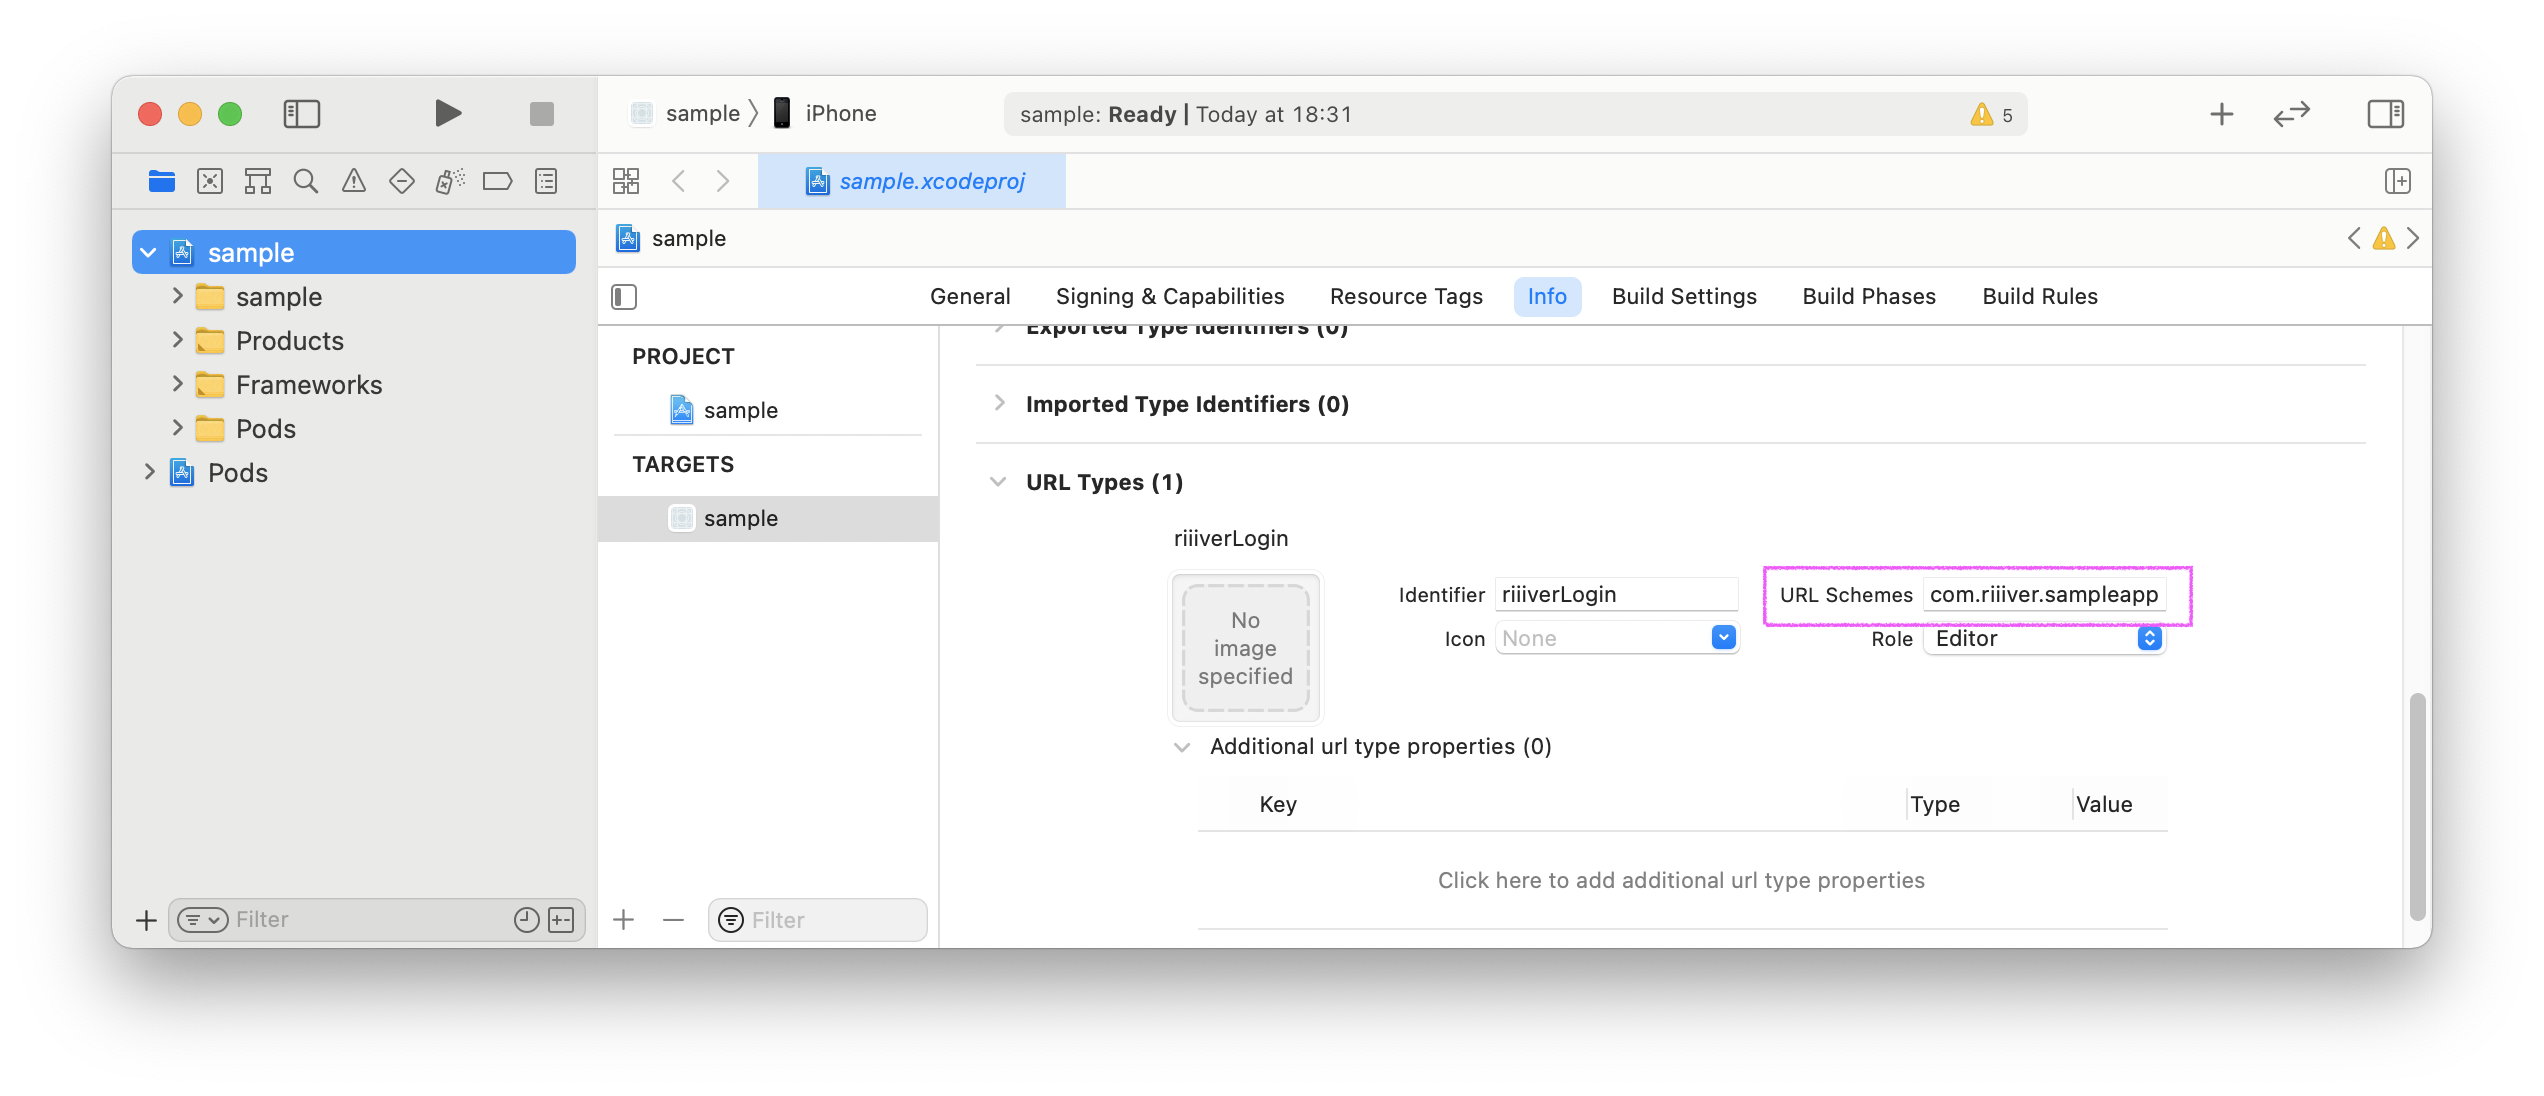 sample
iPhone
sample: Ready | Today at 18:31
5
sample.xcodeproj
sample
sample
sample
Products
Frameworks
Pods
Pods
Filter
General
Signing & Capabilities
Resource Tags
Info
Build Settings
Build Phases
Build Rules
PROJECT
sample
TARGETS
sample
Filter
Exported Type Identifiers (0)
Imported Type Identifiers (0)
URL Types (1)
riiiverLogin
No
image
specified
Identifier
riiiverLogin
URL Schemes
com.riiiver.sampleapp
Icon
None
Role
Editor
Additional url type properties (0)
Key
Type
Value
Click here to add additional url type properties